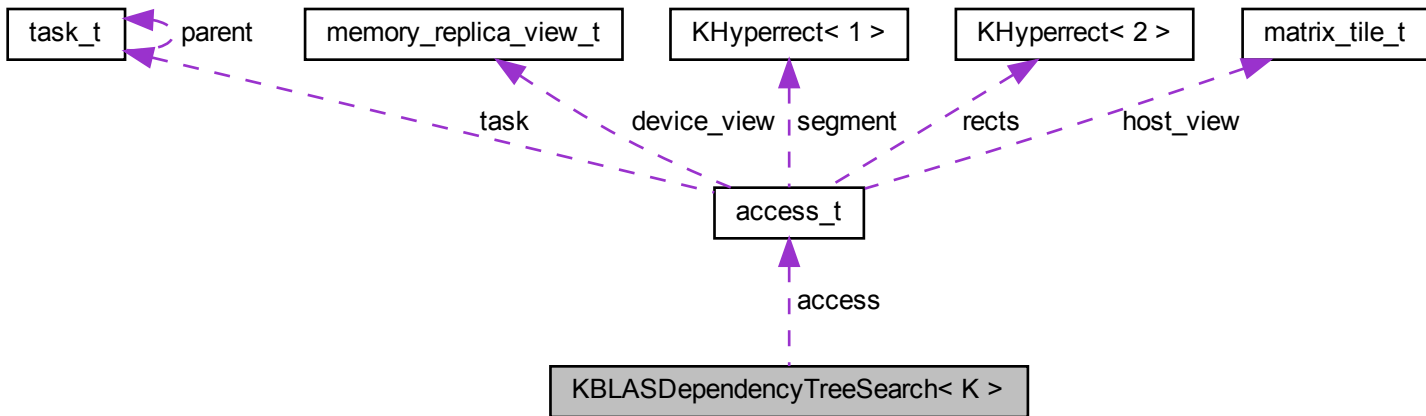 task_t
parent
memory_replica_view_t
KHyperrect< 1 >
KHyperrect< 2 >
matrix_tile_t
task
device_view
segment
rects
host_view
access_t
access
KBLASDependencyTreeSearch< K >